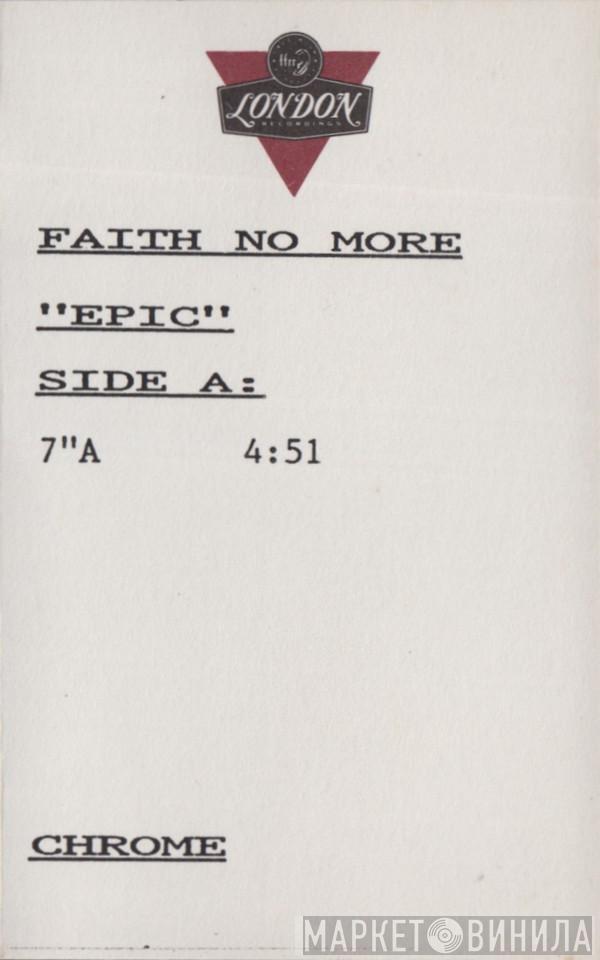 ffrr
LONDON
RECORDINGS
FAITH NO MORE
"EPIC"
SIDE A:
7"A 4:51
CHROME
МАРКЕТ ВИНИЛА